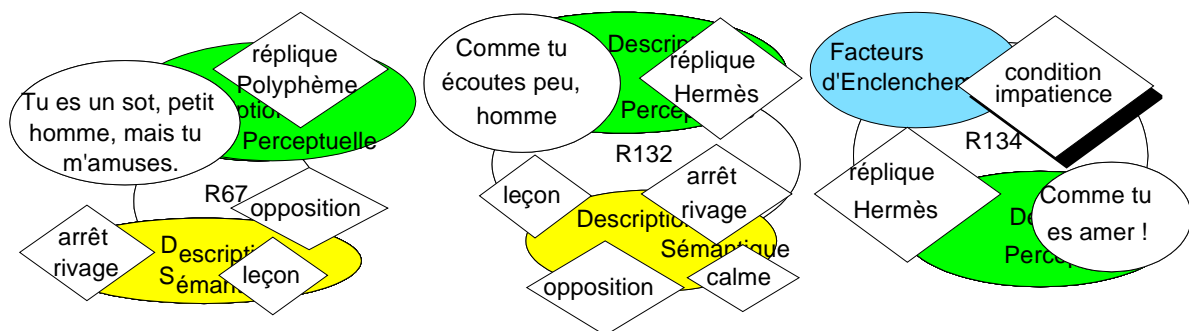 réplique
Polyphème
Tu es un sot, petit
homme, mais tu
m'amuses.
Perceptuelle
R67
opposition
arrêt
rivage
Description
leçon
Comme tu
écoutes peu,
homme
réplique
Hermès
R132
leçon
arrêt
rivage
Description
Sémantique
opposition
calme
Facteurs
condition
impatience
R134
réplique
Hermès
Comme tu
es amer !